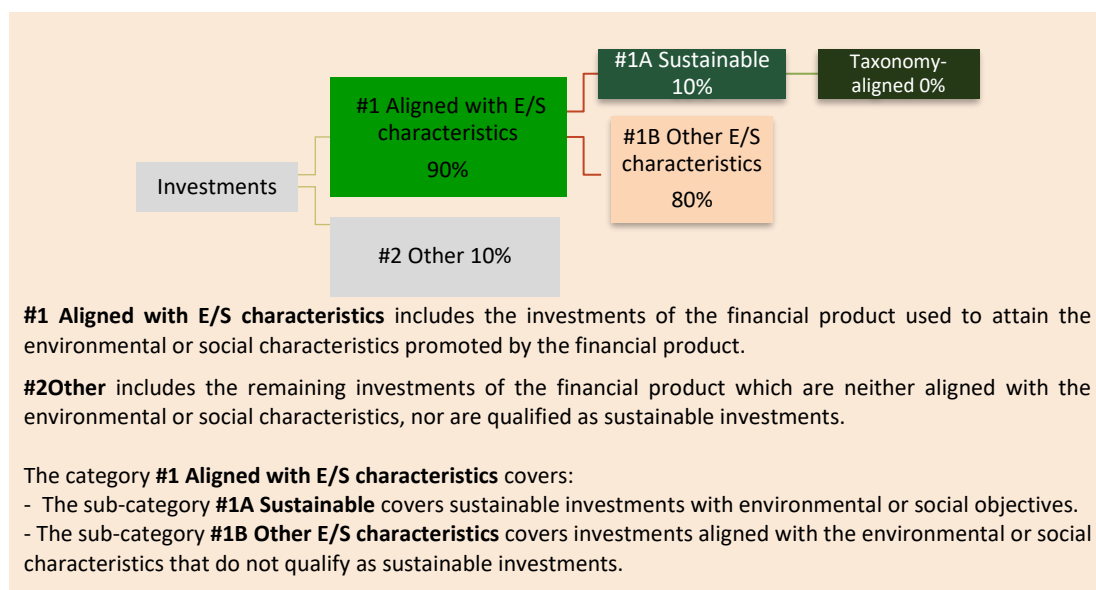 #1A Sustainable
10%
Taxonomy-
aligned 0%
#1 Aligned with E/S
characteristics
90%
#1B Other E/S
characteristics
80%
Investments
#2 Other 10%
#1 Aligned with E/S characteristics includes the investments of the financial product used to attain the
environmental or social characteristics promoted by the financial product.
#2Other includes the remaining investments of the financial product which are neither aligned with the
environmental or social characteristics, nor are qualified as sustainable investments.
The category #1 Aligned with E/S characteristics covers:
- The sub-category #1A Sustainable covers sustainable investments with environmental or social objectives.
- The sub-category #1B Other E/S characteristics covers investments aligned with the environmental or social
characteristics that do not qualify as sustainable investments.